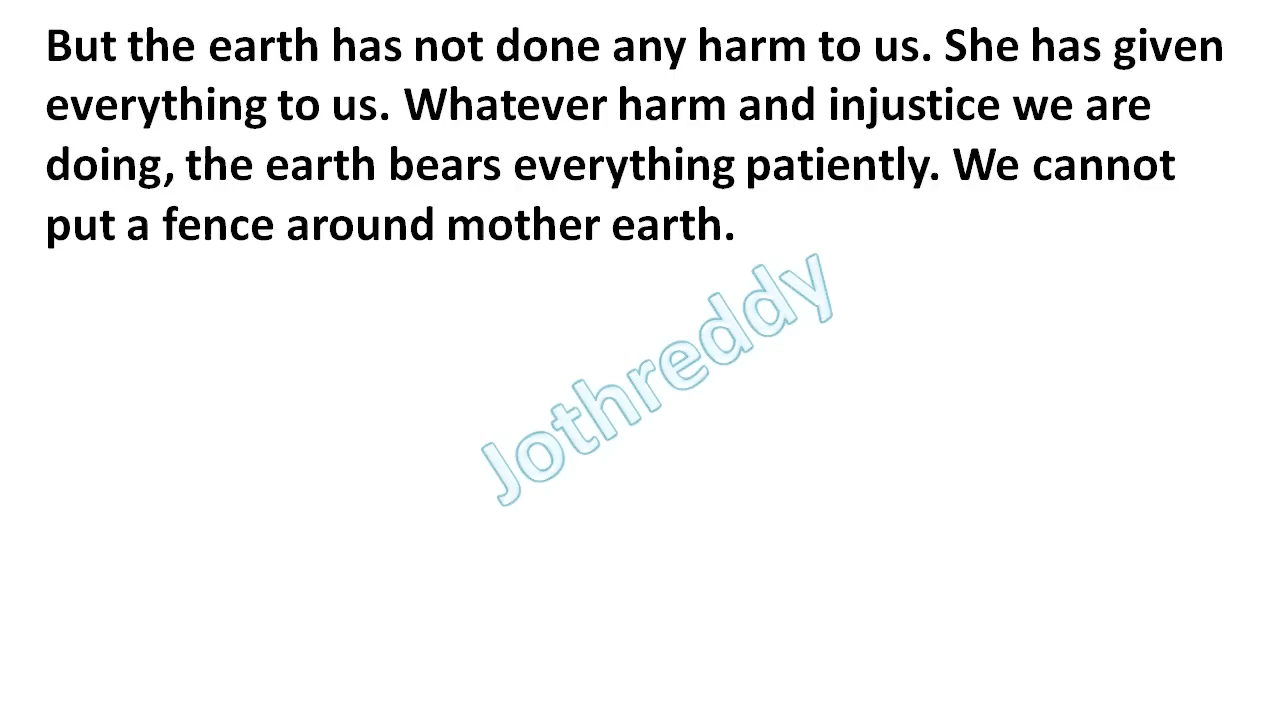 But the earth has not done any harm to us. She has given
everything to us. Whatever harm and injustice we are
doing, the earth bears everything patiently. We cannot
put a fence around mother earth.
Jothreddy